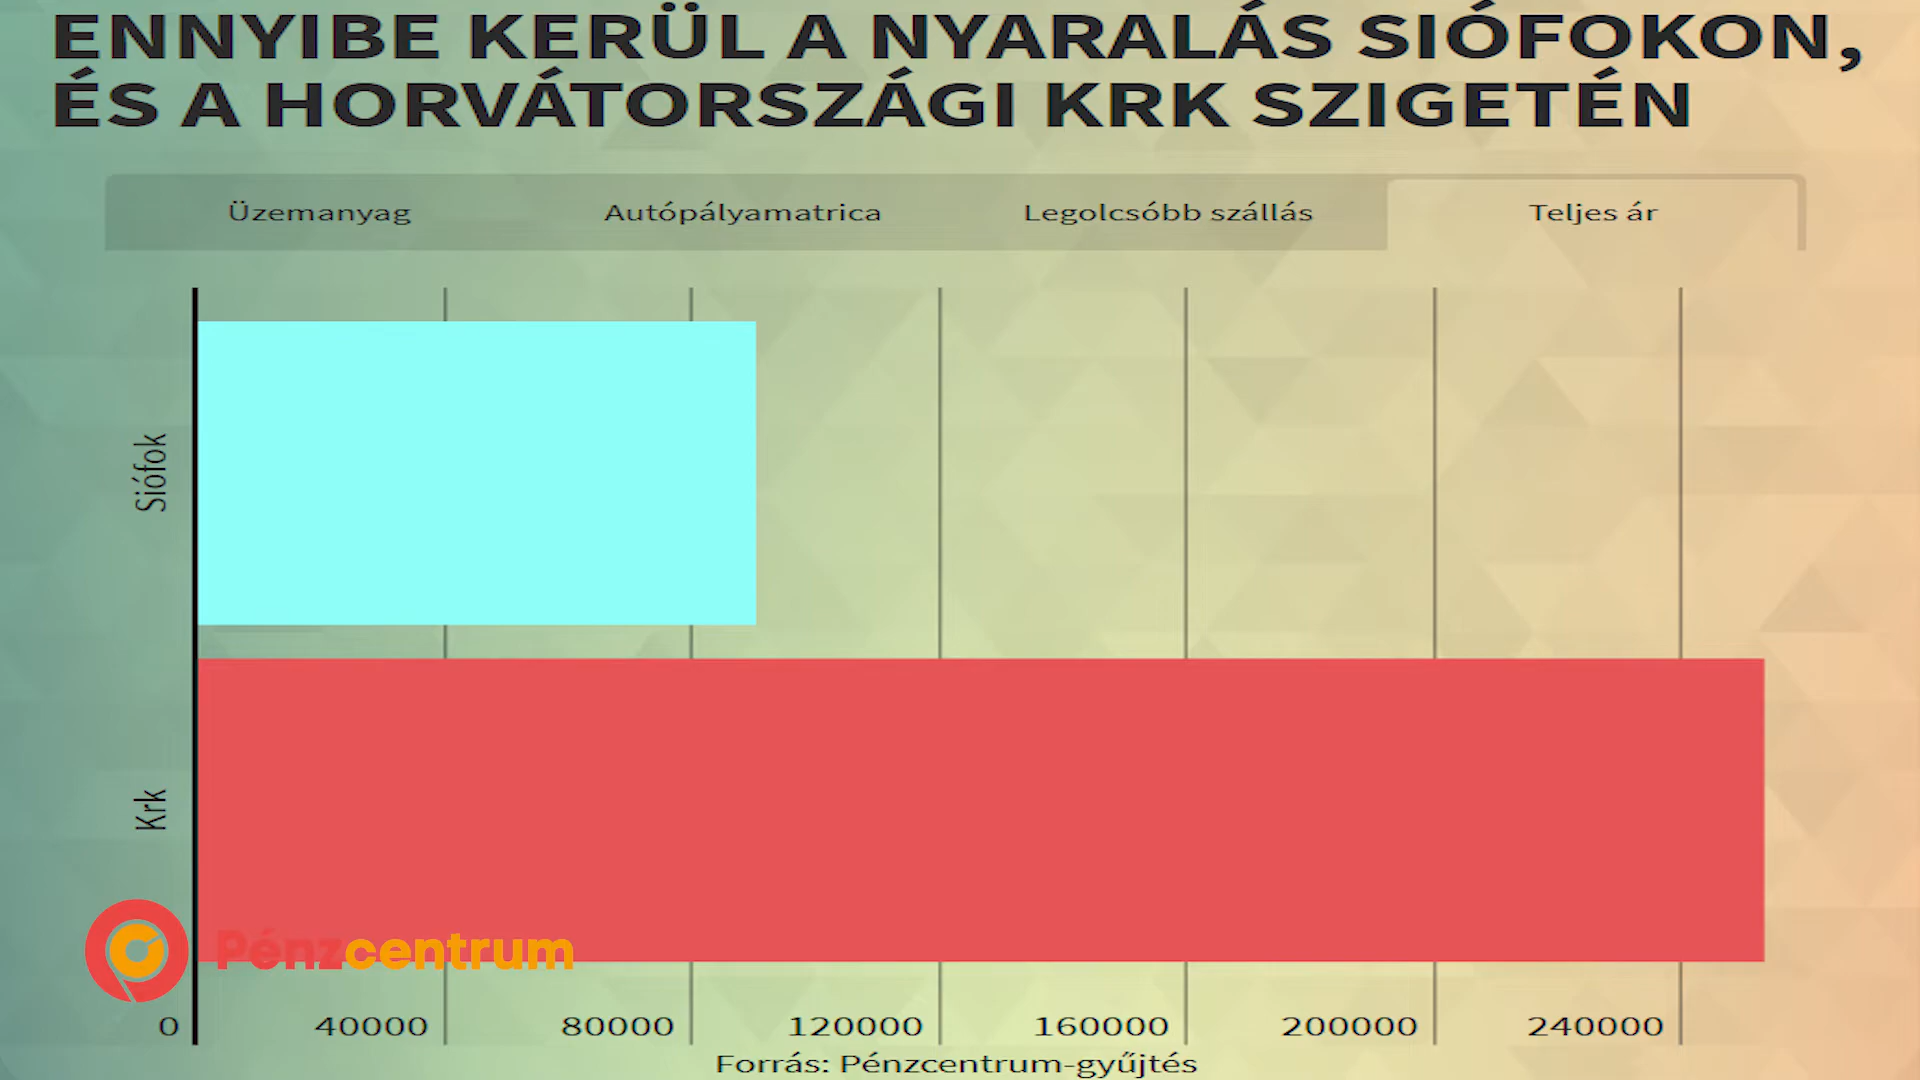 ENNYIBE KERÜL A NYARALÁS SIÓFOKON,
ÉS A HORVÁTORSZÁGI KRK SZIGETÉN
Üzemanyag Autópályamatrica Legolcsóbb szállás Teljes ár
Siófok
Krk
Pénzcentrum
0 40000 80000 120000 160000 200000 240000
Forrás: Pénzcentrum-gyűjtés